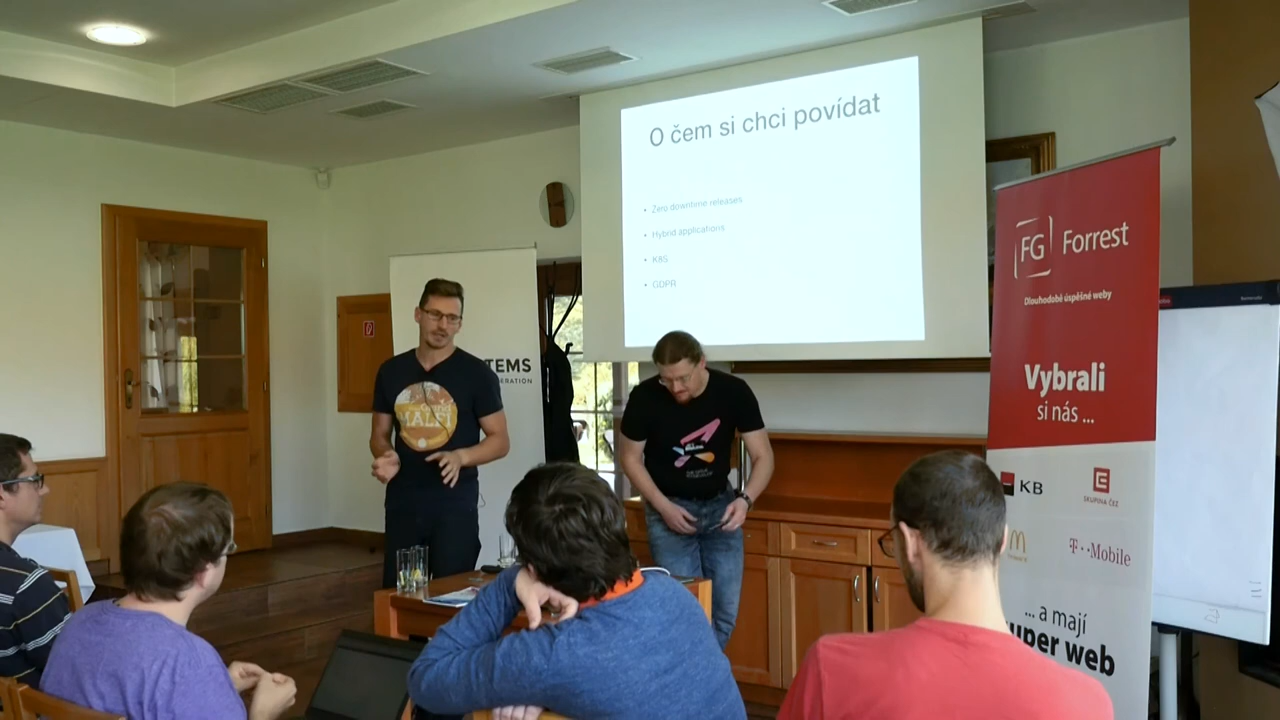 O čem si chci povídat
• Zero downtime releases
• Hybrid applications
• K8S
• GDPR
TEMS
ERATION
FG Forrest
Dlouhodobě úspěšné weby
Vybrali
si nás ...
KB
SKUPINA ČEZ
T··Mobile
... a mají
super web